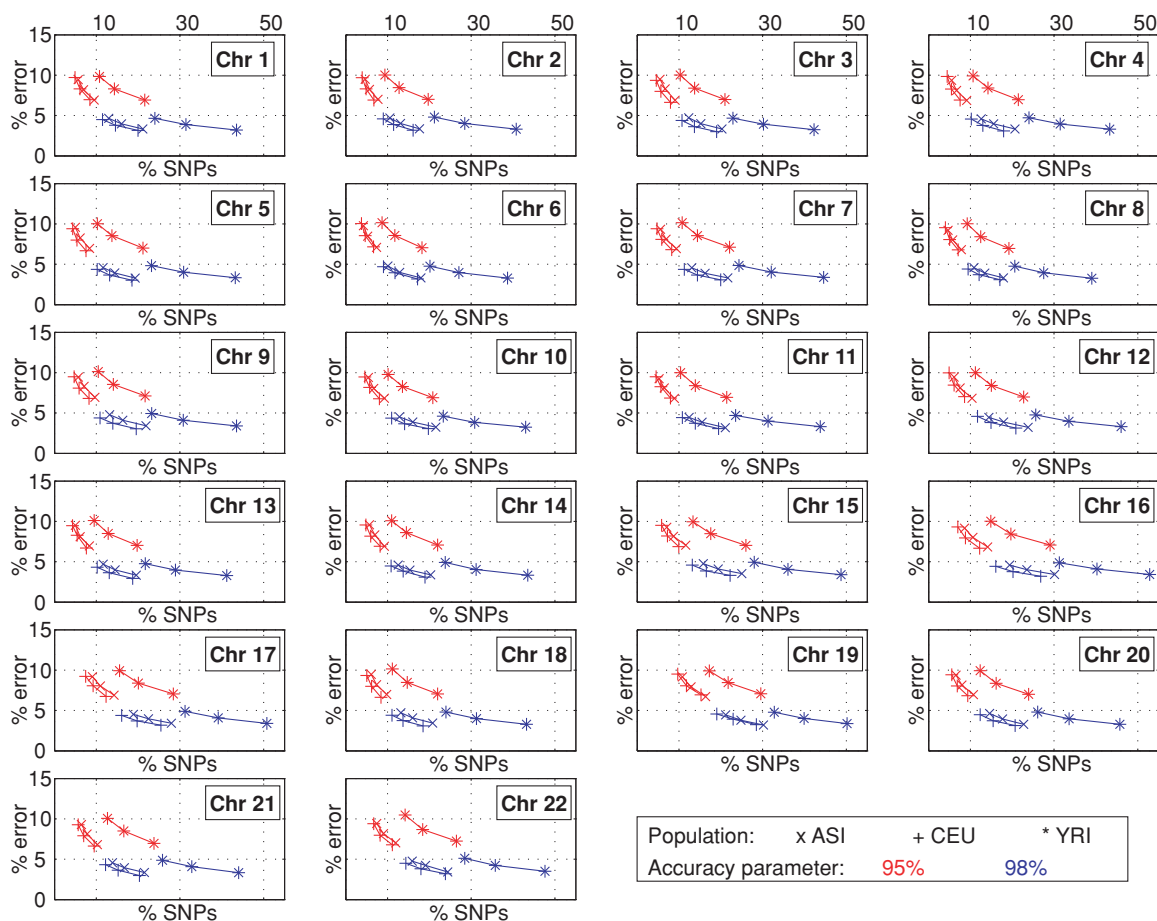 10 30 50 10 30 50 10 30 50 10 30 50
15 10 5 0 % error Chr 1 % SNPs
% error Chr 2 % SNPs
% error Chr 3 % SNPs
% error Chr 4 % SNPs
15 10 5 0 % error Chr 5 % SNPs
% error Chr 6 % SNPs
% error Chr 7 % SNPs
% error Chr 8 % SNPs
15 10 5 0 % error Chr 9 % SNPs
% error Chr 10 % SNPs
% error Chr 11 % SNPs
% error Chr 12 % SNPs
15 10 5 0 % error Chr 13 % SNPs
% error Chr 14 % SNPs
% error Chr 15 % SNPs
% error Chr 16 % SNPs
15 10 5 0 % error Chr 17 % SNPs
% error Chr 18 % SNPs
% error Chr 19 % SNPs
% error Chr 20 % SNPs
15 10 5 0 % error Chr 21 % SNPs
% error Chr 22 % SNPs
Population: x ASI + CEU * YRI
Accuracy parameter: 95% 98%